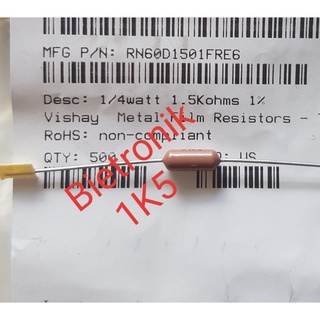 MFG P/N: RN60D1501FRE6
Desc: 1/4watt 1.5Kohms 1%
Vishay Metal Film Resistors -
RoHS: non-compliant
QTY: 500
US
Bietronik
1K5